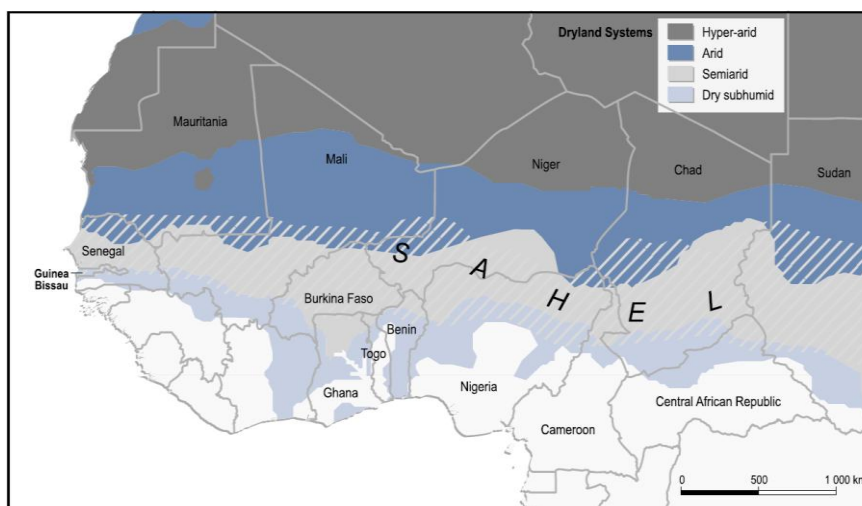 Dryland Systems
Hyper-arid
Arid
Semiarid
Dry subhumid
Mauritania
Mali
Niger
Chad
Sudan
Senegal
Guinea
Bissau
S A H E L
Burkina Faso
Benin
Togo
Ghana
Nigeria
Cameroon
Central African Republic
0 500 1 000 km